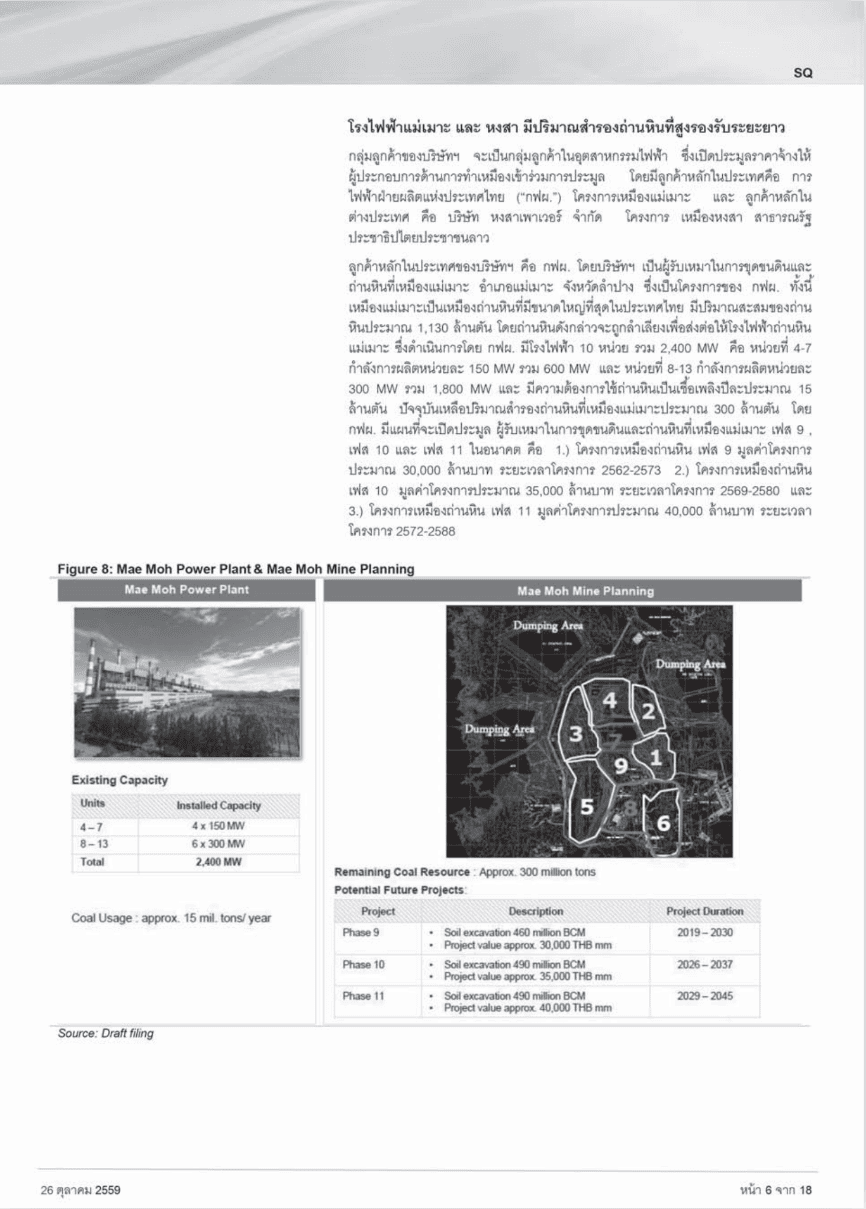 SQ
โรงไฟฟ้าแม่เมาะ และ หงสา มีปริมาณสำรองถ่านหินที่สูงรองรับระยะยาว
กลุ่มลูกค้าของบริษัทฯ จะเป็นกลุ่มลูกค้าในอุตสาหกรรมไฟฟ้า ซึ่งเปิดประมูลราคาจ้างให้
ผู้ประกอบการด้านการทำเหมืองเข้าร่วมการประมูล โดยมีลูกค้าหลักในประเทศคือ การ
ไฟฟ้าฝ่ายผลิตแห่งประเทศไทย ("กฟผ.") โครงการเหมืองแม่เมาะ และ ลูกค้าหลักใน
ต่างประเทศ คือ บริษัท หงสาเพาเวอร์ จำกัด โครงการ เหมืองหงสา สาธารณรัฐ
ประชาธิปไตยประชาชนลาว
ลูกค้าหลักในประเทศของบริษัทฯ คือ กฟผ. โดยบริษัทฯ เป็นผู้รับเหมาในการขุดขนดินและ
ถ่านหินที่เหมืองแม่เมาะ อำเภอแม่เมาะ จังหวัดลำปาง ซึ่งเป็นโครงการของ กฟผ. ทั้งนี้
เหมืองแม่เมาะเป็นเหมืองถ่านหินที่มีขนาดใหญ่ที่สุดในประเทศไทย มีปริมาณสะสมของถ่าน
หินประมาณ 1,130 ล้านตัน โดยถ่านหินดังกล่าวจะถูกลำเลียงเพื่อส่งต่อให้โรงไฟฟ้าถ่านหิน
แม่เมาะ ซึ่งดำเนินการโดย กฟผ. มีโรงไฟฟ้า 10 หน่วย รวม 2,400 MW คือ หน่วยที่ 4-7
กำลังการผลิตหน่วยละ 150 MW รวม 600 MW และ หน่วยที่ 8-13 กำลังการผลิตหน่วยละ
300 MW รวม 1,800 MW และ มีความต้องการใช้ถ่านหินเป็นเชื้อเพลิงปีละประมาณ 15
ล้านตัน ปัจจุบันเหลือปริมาณสำรองถ่านหินที่เหมืองแม่เมาะประมาณ 300 ล้านตัน โดย
กฟผ. มีแผนที่จะเปิดประมูล ผู้รับเหมาในการขุดขนดินและถ่านหินที่เหมืองแม่เมาะ เฟส 9 ,
เฟส 10 และ เฟส 11 ในอนาคต คือ 1.) โครงการเหมืองถ่านหิน เฟส 9 มูลค่าโครงการ
ประมาณ 30,000 ล้านบาท ระยะเวลาโครงการ 2562-2573 2.) โครงการเหมืองถ่านหิน
เฟส 10 มูลค่าโครงการประมาณ 35,000 ล้านบาท ระยะเวลาโครงการ 2569-2580 และ
3.) โครงการเหมืองถ่านหิน เฟส 11 มูลค่าโครงการประมาณ 40,000 ล้านบาท ระยะเวลา
โครงการ 2572-2588
Figure 8: Mae Moh Power Plant & Mae Moh Mine Planning
Mae Moh Power Plant
Existing Capacity
Units Installed Capacity
4 – 7 4 x 150 MW
8 – 13 6 x 300 MW
Total 2,400 MW
Coal Usage : approx. 15 mil. tons/ year
Mae Moh Mine Planning
Dumping Area
Dumping Area
Dumping Area
4
2
3
7
1
9
5
8
6
Remaining Coal Resource : Approx. 300 million tons
Potential Future Projects:
Project Description Project Duration
Phase 9 • Soil excavation 460 million BCM 2019 – 2030
• Project value approx. 30,000 THB mm
Phase 10 • Soil excavation 490 million BCM 2026 – 2037
• Project value approx. 35,000 THB mm
Phase 11 • Soil excavation 490 million BCM 2029 – 2045
• Project value approx. 40,000 THB mm
Source: Draft filing
26 ตุลาคม 2559 หน้า 6 จาก 18